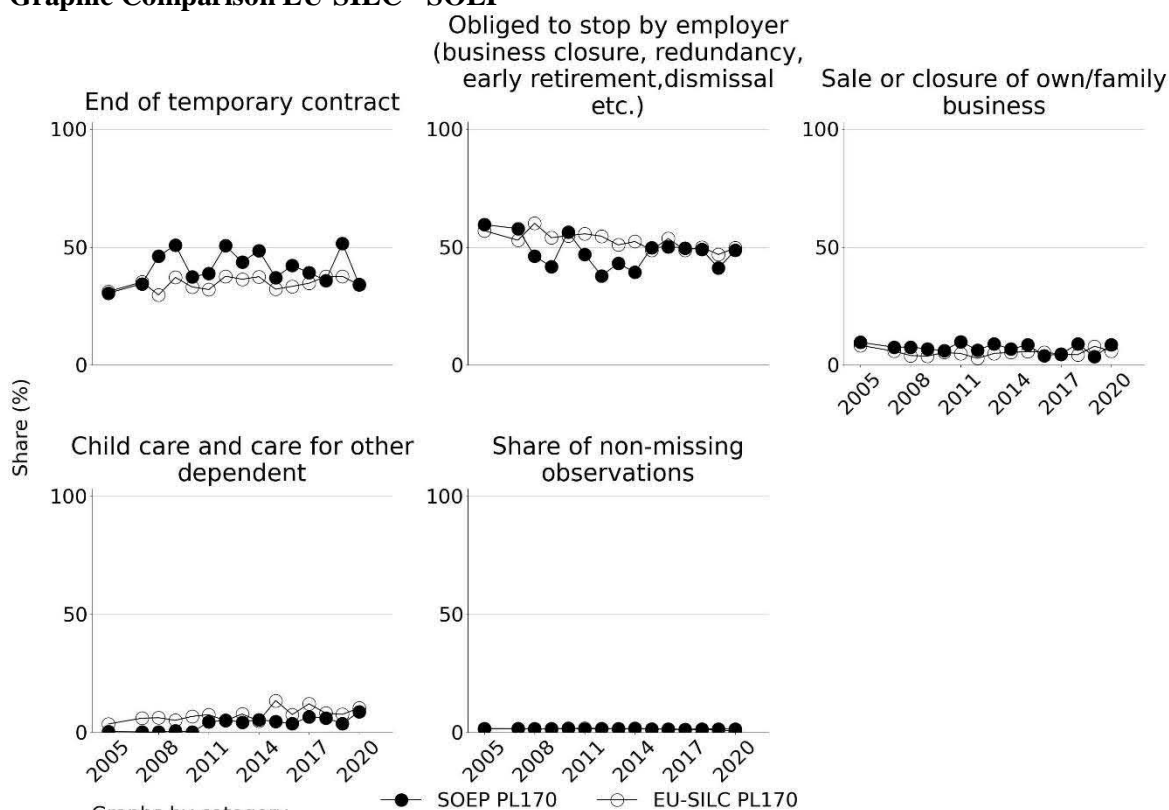 Graphic Comparison EU-SILC - SOEP
End of temporary contract
100
50
0
Obliged to stop by employer
(business closure, redundancy,
early retirement,dismissal
etc.)
100
50
0
Sale or closure of own/family
business
100
50
0
2005
2008
2011
2014
2017
2020
Share (%)
Child care and care for other
dependent
100
50
0
2005
2008
2011
2014
2017
2020
Share of non-missing
observations
100
50
0
2005
2008
2011
2014
2017
2020
Graphs by category
SOEP PL170
EU-SILC PL170